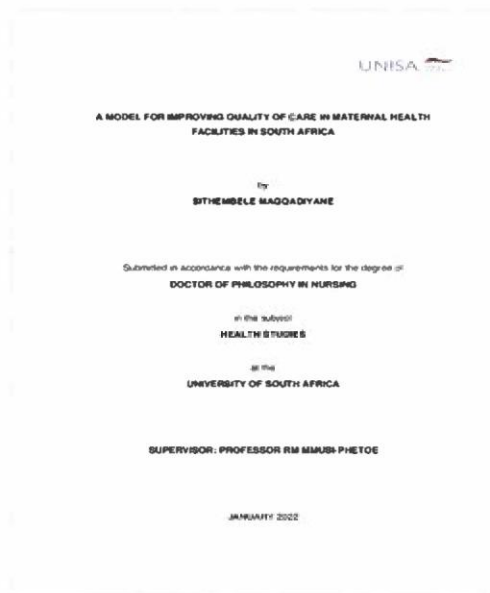 UNISA
A MODEL FOR IMPROVING QUALITY OF CARE IN MATERNAL HEALTH
FACILITIES IN SOUTH AFRICA
by
SITHEMBELE MAGQADIYANE
Submitted in accordance with the requirements for the degree of
DOCTOR OF PHILOSOPHY IN NURSING
in the subject
HEALTH STUDIES
at the
UNIVERSITY OF SOUTH AFRICA
SUPERVISOR: PROFESSOR RM MMUSI-PHETOE
JANUARY 2022